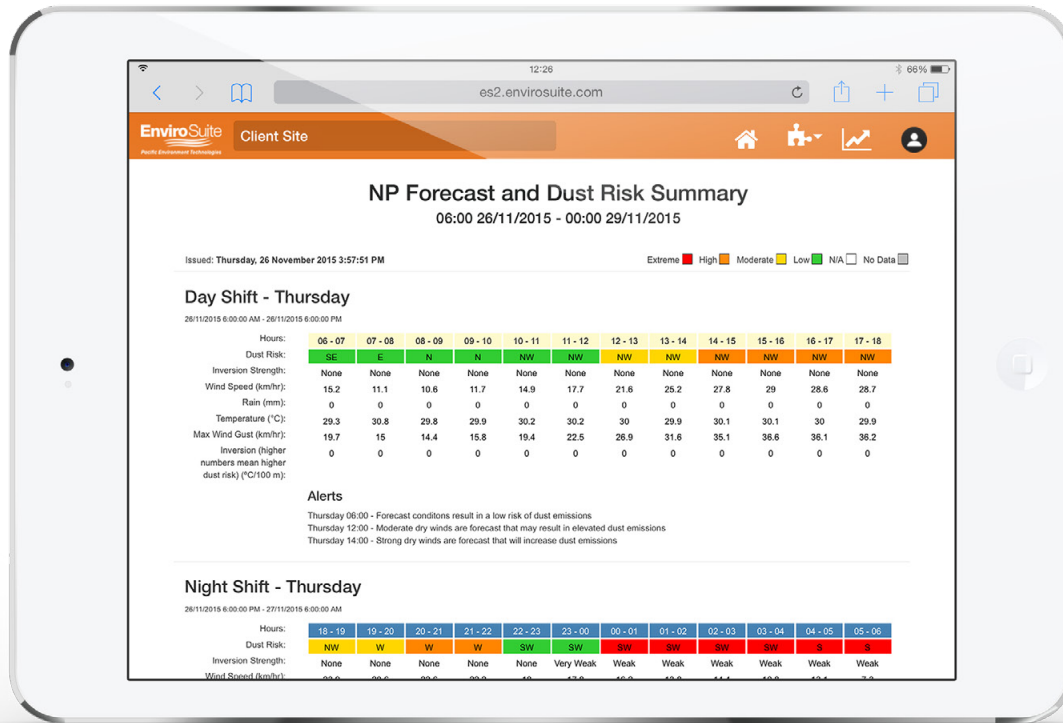 12:26
66%
es2.envirosuite.com
EnviroSuite
Pacific Environment Technologies
Client Site
NP Forecast and Dust Risk Summary
06:00 26/11/2015 - 00:00 29/11/2015
Issued: Thursday, 26 November 2015 3:57:51 PM
Extreme High Moderate Low N/A No Data
Day Shift - Thursday
26/11/2015 6:00:00 AM - 26/11/2015 6:00:00 PM
Hours: 06 - 07 07 - 08 08 - 09 09 - 10 10 - 11 11 - 12 12 - 13 13 - 14 14 - 15 15 - 16 16 - 17 17 - 18
Dust Risk: SE E N N NW NW NW NW NW NW NW NW
Inversion Strength: None None None None None None None None None None None None
Wind Speed (km/hr): 15.2 11.1 10.6 11.7 14.9 17.7 21.6 25.2 27.8 29 28.6 28.7
Rain (mm): 0 0 0 0 0 0 0 0 0 0 0 0
Temperature (°C): 29.3 30.8 29.8 29.9 30.2 30.2 30 29.9 30.1 30.1 30 29.9
Max Wind Gust (km/hr): 19.7 15 14.4 15.8 19.4 22.5 26.9 31.6 35.1 36.6 36.1 36.2
Inversion (higher 0 0 0 0 0 0 0 0 0 0 0 0
numbers mean higher
dust risk) (ºC/100 m):
Alerts
Thursday 06:00 - Forecast conditons result in a low risk of dust emissions
Thursday 12:00 - Moderate dry winds are forecast that may result in elevated dust emissions
Thursday 14:00 - Strong dry winds are forecast that will increase dust emissions
Night Shift - Thursday
26/11/2015 6:00:00 PM - 27/11/2015 6:00:00 AM
Hours: 18 - 19 19 - 20 20 - 21 21 - 22 22 - 23 23 - 00 00 - 01 01 - 02 02 - 03 03 - 04 04 - 05 05 - 06
Dust Risk: NW W W W SW SW SW SW SW SW S S
Inversion Strength: None None None None None Very Weak Weak Weak Weak Weak Weak Weak
Wind Speed (km/hr):